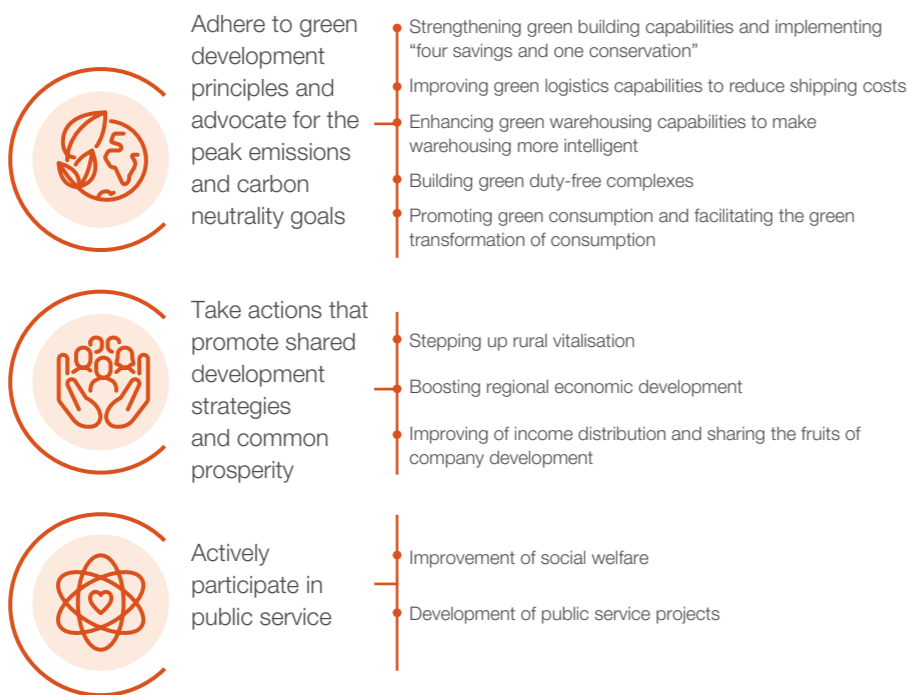 Adhere to green
development
principles and
advocate for the
peak emissions
and carbon
neutrality goals
Strengthening green building capabilities and implementing
“four savings and one conservation”
Improving green logistics capabilities to reduce shipping costs
Enhancing green warehousing capabilities to make
warehousing more intelligent
Building green duty-free complexes
Promoting green consumption and facilitating the green
transformation of consumption
Take actions that
promote shared
development
strategies
and common
prosperity
Stepping up rural vitalisation
Boosting regional economic development
Improving of income distribution and sharing the fruits of
company development
Actively
participate in
public service
Improvement of social welfare
Development of public service projects